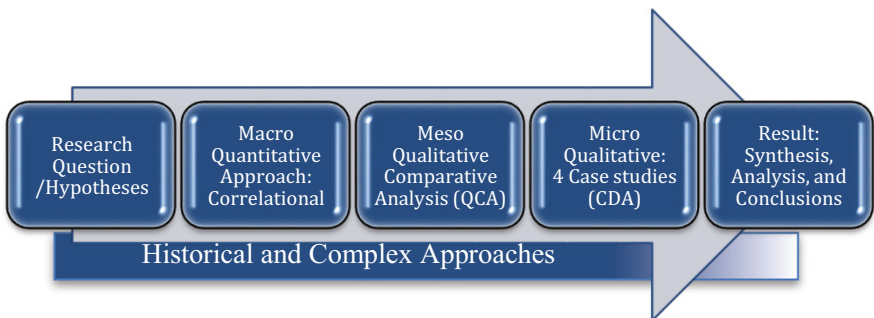 Research
Question
/Hypotheses
Macro
Quantitative
Approach:
Correlational
Meso
Qualitative
Comparative
Analysis (QCA)
Micro
Qualitative:
4 Case studies
(CDA)
Result:
Synthesis,
Analysis, and
Conclusions
Historical and Complex Approaches